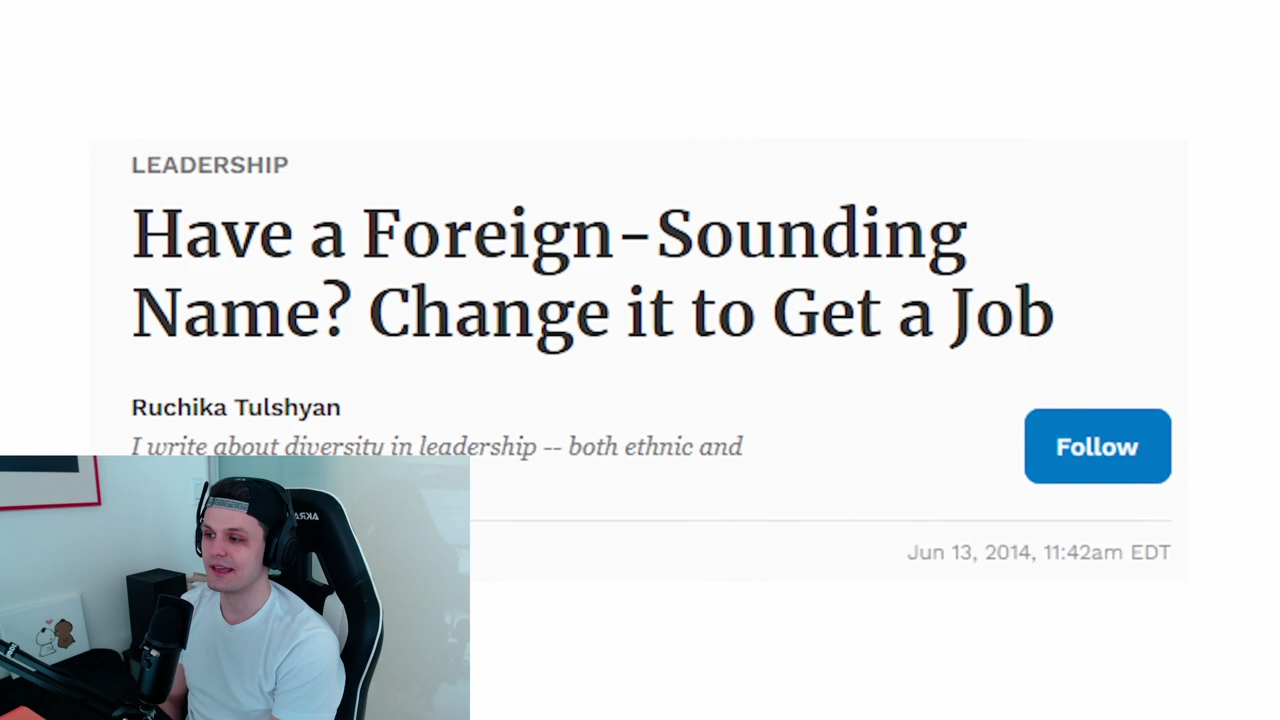 LEADERSHIP
Have a Foreign-Sounding
Name? Change it to Get a Job
Ruchika Tulshyan
I write about diversity in leadership -- both ethnic and
Follow
Jun 13, 2014, 11:42am EDT